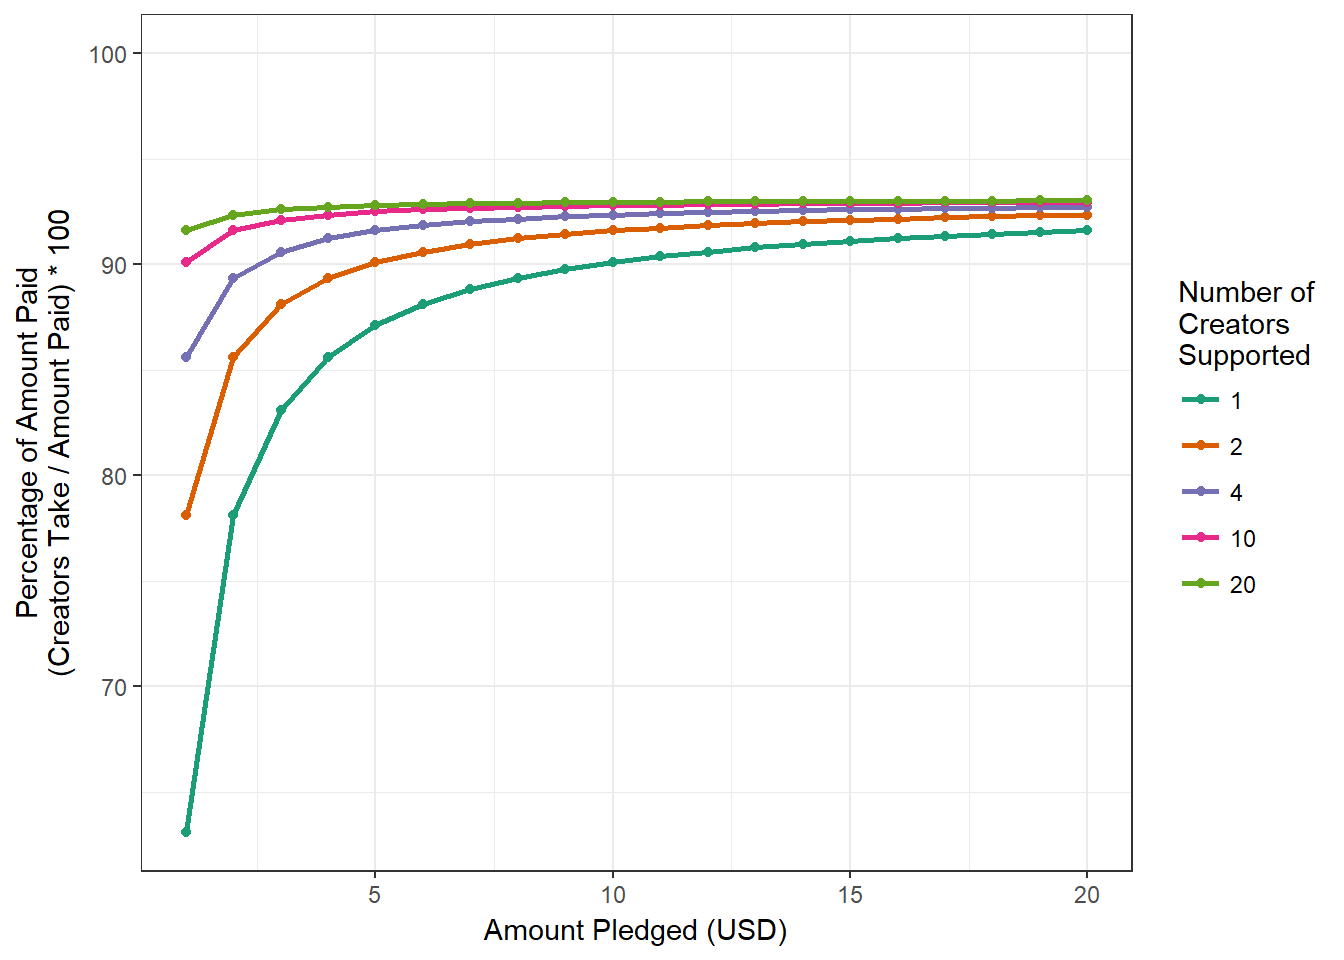 100
90
80
70
Percentage of Amount Paid
(Creators Take / Amount Paid) * 100
5
10
15
20
Amount Pledged (USD)
Number of
Creators
Supported
1
2
4
10
20